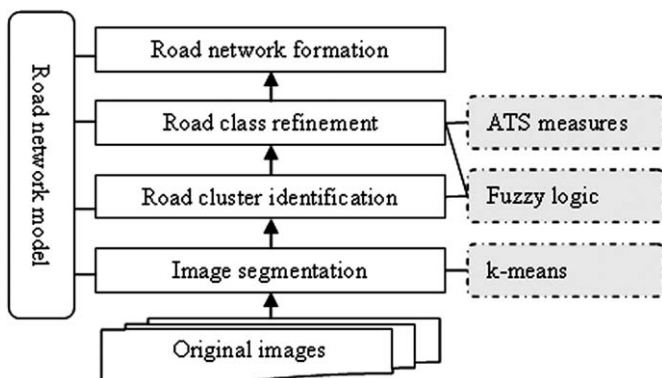 Road network model
Road network formation
Road class refinement
ATS measures
Road cluster identification
Fuzzy logic
Image segmentation
k-means
Original images